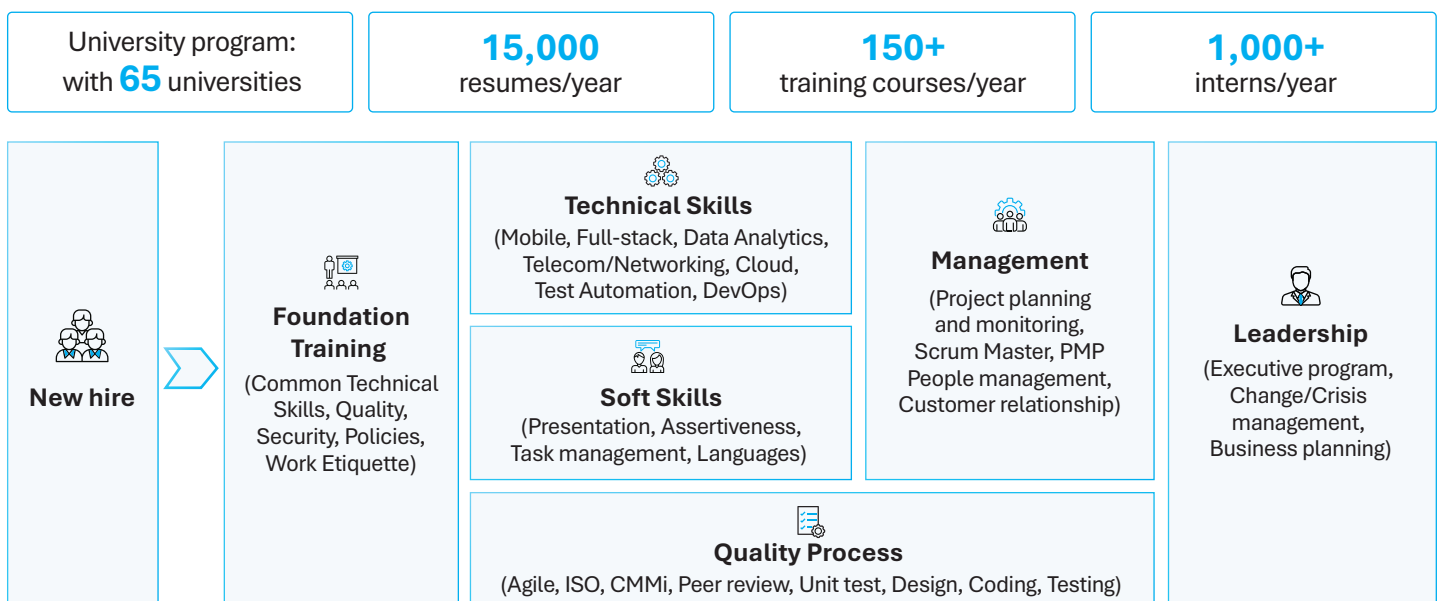 University program:
with 65 universities
15,000
resumes/year
150+
training courses/year
1,000+
interns/year
New hire
Foundation
Training
(Common Technical
Skills, Quality,
Security, Policies,
Work Etiquette)
Technical Skills
(Mobile, Full-stack, Data Analytics,
Telecom/Networking, Cloud,
Test Automation, DevOps)
Soft Skills
(Presentation, Assertiveness,
Task management, Languages)
Management
(Project planning
and monitoring,
Scrum Master, PMP
People management,
Customer relationship)
Leadership
(Executive program,
Change/Crisis
management,
Business planning)
Quality Process
(Agile, ISO, CMMi, Peer review, Unit test, Design, Coding, Testing)